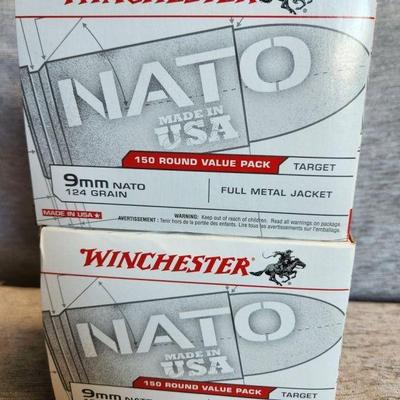 WINCHESTER
NATO
MADE IN
USA
150 ROUND VALUE PACK TARGET
9mm NATO
124 GRAIN
FULL METAL JACKET
MADE IN USA
WARNING: Keep out of reach of children. Read all warnings on package.
AVERTISSEMENT: Tenir hors de la portée des enfants. Lire tous les avertissements sur l'emballage.
WINCHESTER
NATO
MADE IN
USA
150 ROUND VALUE PACK TARGET
9mm NATO